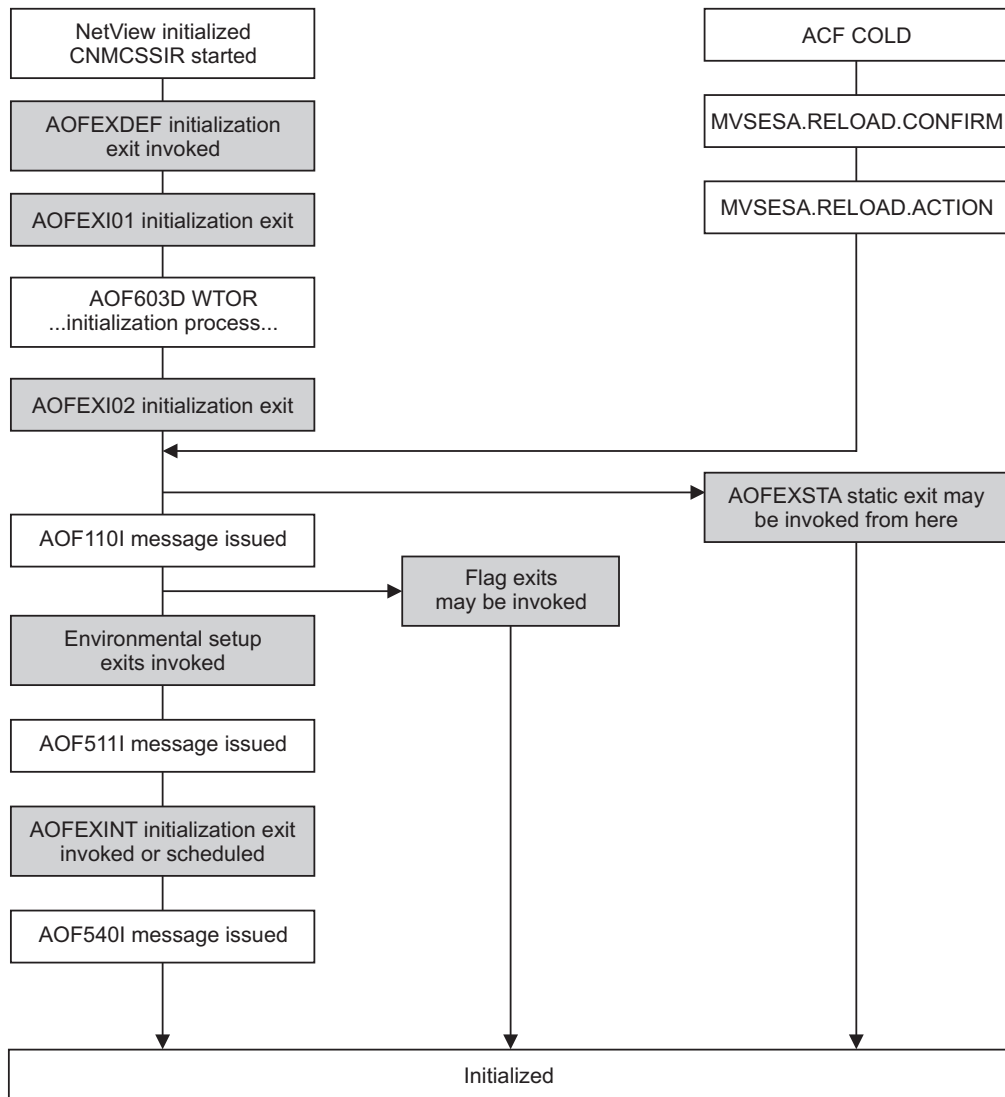 NetView initialized
CNMCSSIR started
ACF COLD
AOFEXDEF initialization
exit invoked
MVSESA.RELOAD.CONFIRM
AOFEXI01 initialization exit
MVSESA.RELOAD.ACTION
AOF603D WTOR
...initialization process...
AOFEXI02 initialization exit
AOFEXSTA static exit may
be invoked from here
AOF110I message issued
Flag exits
may be invoked
Environmental setup
exits invoked
AOF511I message issued
AOFEXINT initialization exit
invoked or scheduled
AOF540I message issued
Initialized